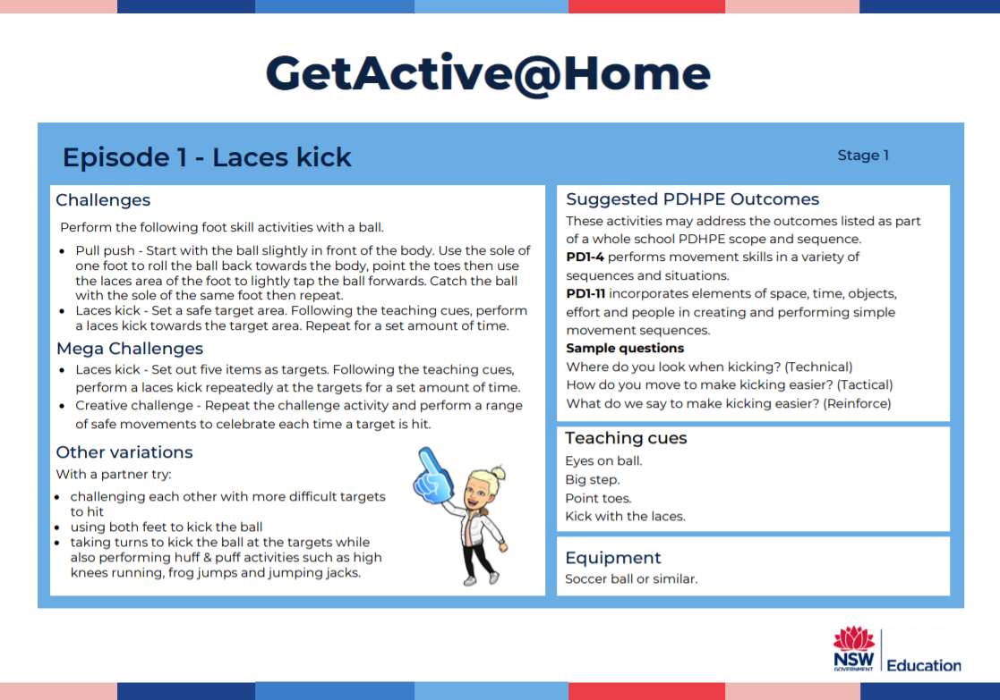 GetActive@Home
Episode 1 - Laces kick
Stage 1
Challenges
Perform the following foot skill activities with a ball.
• Pull push - Start with the ball slightly in front of the body. Use the sole of
one foot to roll the ball back towards the body, point the toes then use
the laces area of the foot to lightly tap the ball forwards. Catch the ball
with the sole of the same foot then repeat.
• Laces kick - Set a safe target area. Following the teaching cues, perform
a laces kick towards the target area. Repeat for a set amount of time.
Mega Challenges
• Laces kick - Set out five items as targets. Following the teaching cues,
perform a laces kick repeatedly at the targets for a set amount of time.
• Creative challenge - Repeat the challenge activity and perform a range
of safe movements to celebrate each time a target is hit.
Other variations
With a partner try:
• challenging each other with more difficult targets
to hit
• using both feet to kick the ball
• taking turns to kick the ball at the targets while
also performing huff & puff activities such as high
knees running, frog jumps and jumping jacks.
Suggested PDHPE Outcomes
These activities may address the outcomes listed as part
of a whole school PDHPE scope and sequence.
PD1-4 performs movement skills in a variety of
sequences and situations.
PD1-11 incorporates elements of space, time, objects,
effort and people in creating and performing simple
movement sequences.
Sample questions
Where do you look when kicking? (Technical)
How do you move to make kicking easier? (Tactical)
What do we say to make kicking easier? (Reinforce)
Teaching cues
Eyes on ball.
Big step.
Point toes.
Kick with the laces.
Equipment
Soccer ball or similar.
NSW
GOVERNMENT
Education